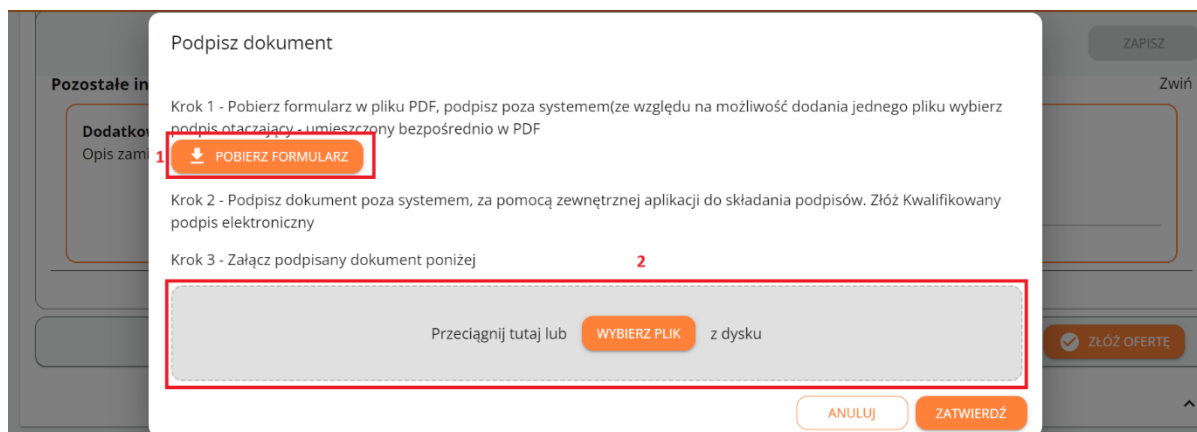 Podpisz dokument
ZAPISZ
Pozostałe in
Zwiń
Krok 1 - Pobierz formularz w pliku PDF, podpisz poza systemem(ze względu na możliwość dodania jednego pliku wybierz
podpis otaczający - umieszczony bezpośrednio w PDF
Dodatko
Opis zami
1
POBIERZ FORMULARZ
Krok 2 - Podpisz dokument poza systemem, za pomocą zewnętrznej aplikacji do składania podpisów. Złóż Kwalifikowany
podpis elektroniczny
Krok 3 - Załącz podpisany dokument poniżej
2
Przeciągnij tutaj lub WYBIERZ PLIK z dysku
ZŁÓŻ OFERTĘ
ANULUJ
ZATWIERDŹ